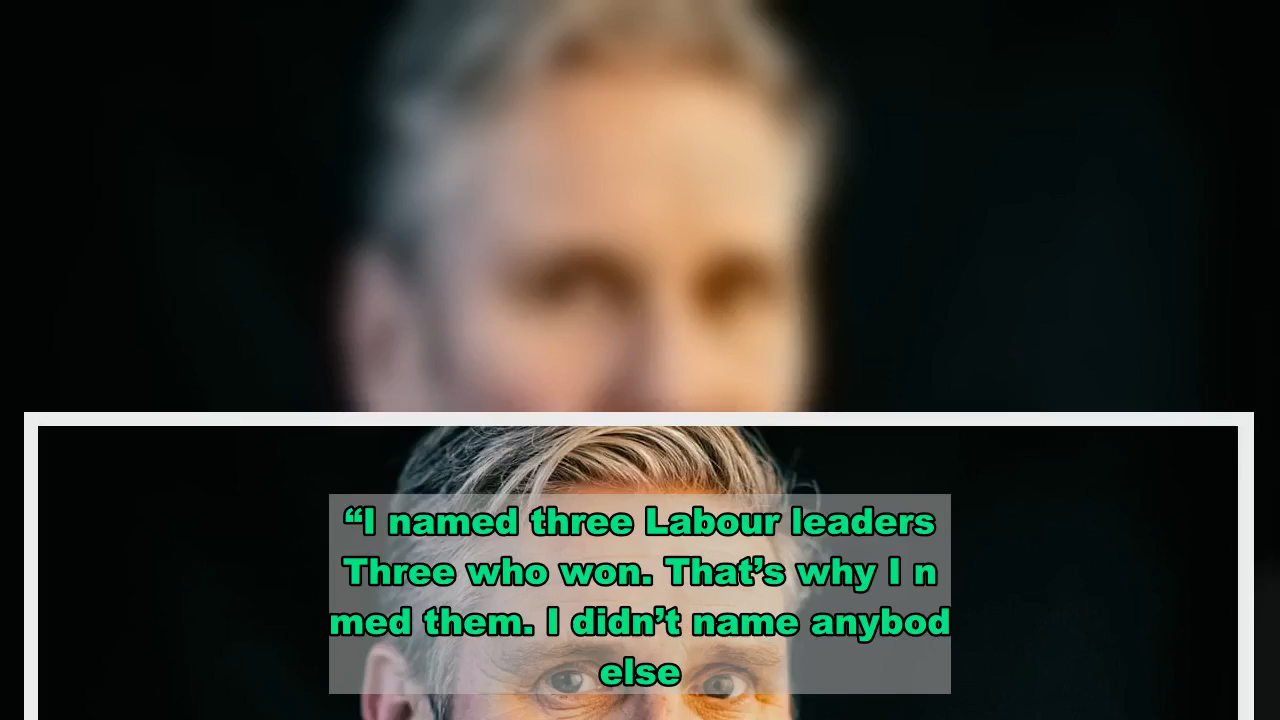 “I named three Labour leaders
Three who won. That’s why I n
med them. I didn’t name anybod
else